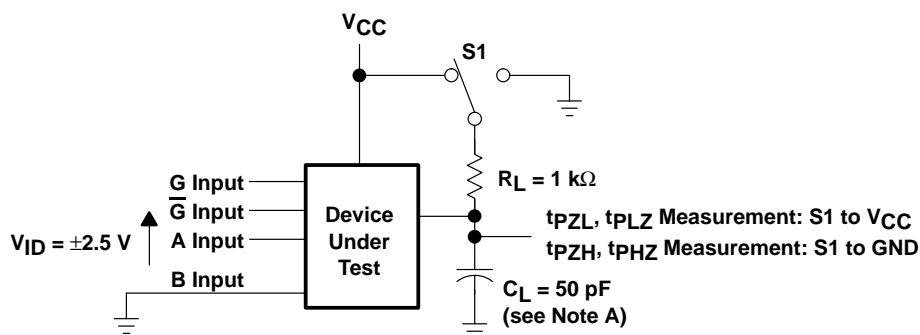 VCC
S1
G Input
G̅ Input
A Input
B Input
VID = ±2.5 V
Device
Under
Test
RL = 1 kΩ
tPZL, tPLZ Measurement: S1 to VCC
tPZH, tPHZ Measurement: S1 to GND
CL = 50 pF
(see Note A)